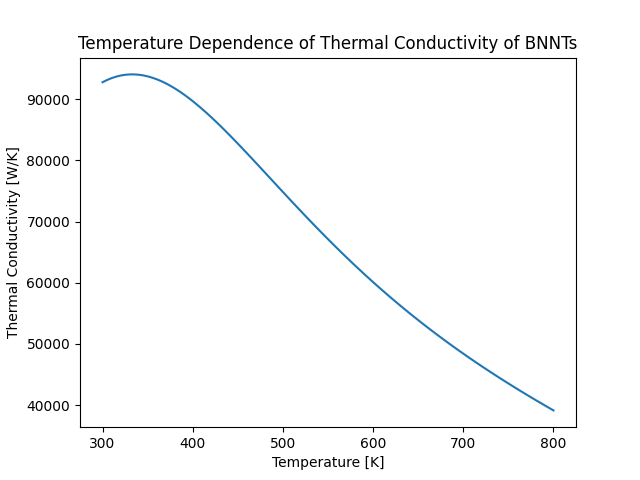 Temperature Dependence of Thermal Conductivity of BNNTs
Thermal Conductivity [W/K]
90000
80000
70000
60000
50000
40000
300 400 500 600 700 800
Temperature [K]